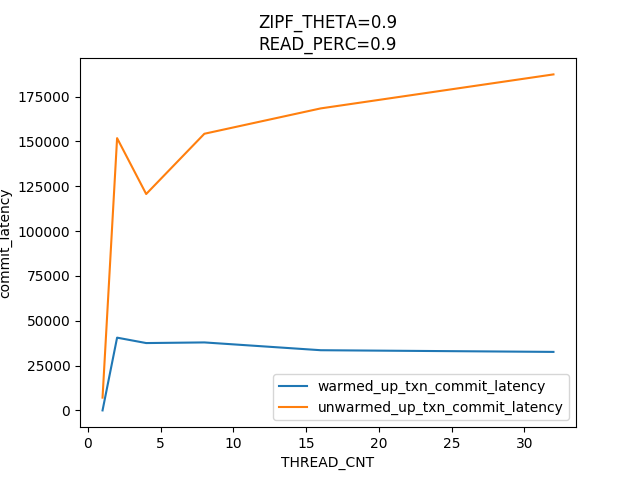 ZIPF_THETA=0.9
READ_PERC=0.9
commit_latency
175000
150000
125000
100000
75000
50000
25000
0
0 5 10 15 20 25 30
THREAD_CNT
warmed_up_txn_commit_latency
unwarmed_up_txn_commit_latency